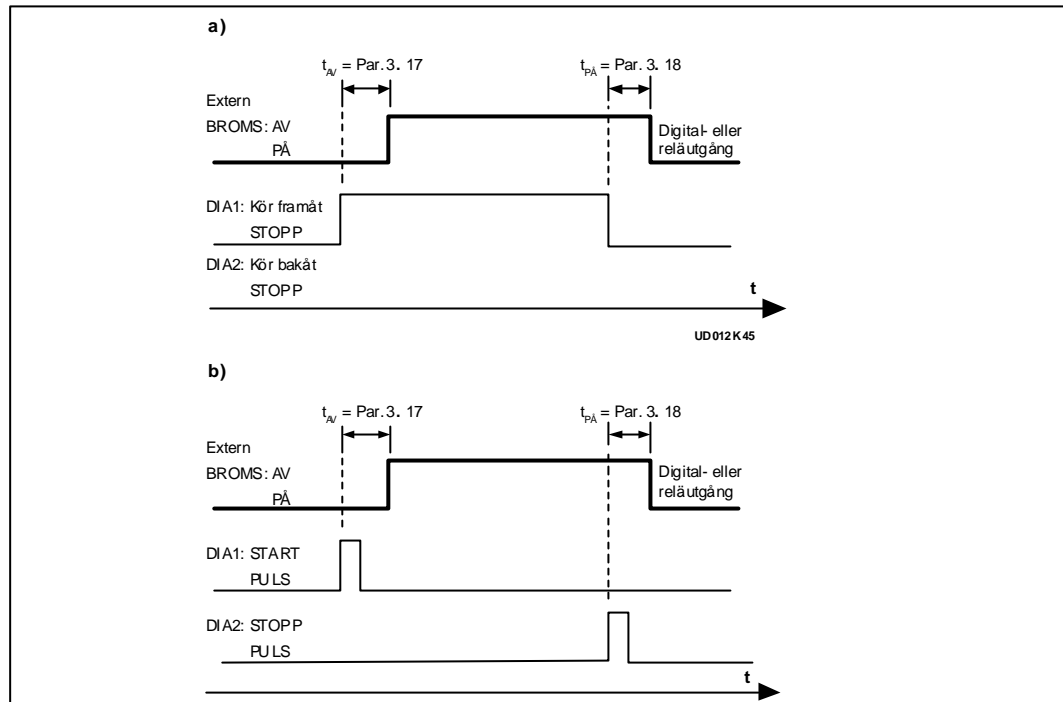 a)
t_AV = Par. 3. 17
t_PÅ = Par. 3. 18
Extern
BROMS: AV
PÅ
Digital- eller
reläutgång
DIA1: Kör framåt
STOPP
DIA2: Kör bakåt
STOPP
t
UD012K45
b)
t_AV = Par. 3. 17
t_PÅ = Par. 3. 18
Extern
BROMS: AV
PÅ
Digital- eller
reläutgång
DIA1: START
PULS
DIA2: STOPP
PULS
t